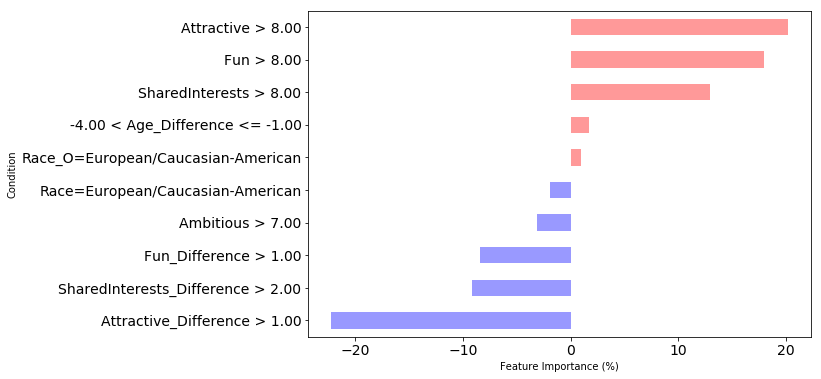 Attractive > 8.00
Fun > 8.00
SharedInterests > 8.00
-4.00 < Age_Difference <= -1.00
Race_O=European/Caucasian-American
Race=European/Caucasian-American
Ambitious > 7.00
Fun_Difference > 1.00
SharedInterests_Difference > 2.00
Attractive_Difference > 1.00
Condition
−20 −10 0 10 20
Feature Importance (%)